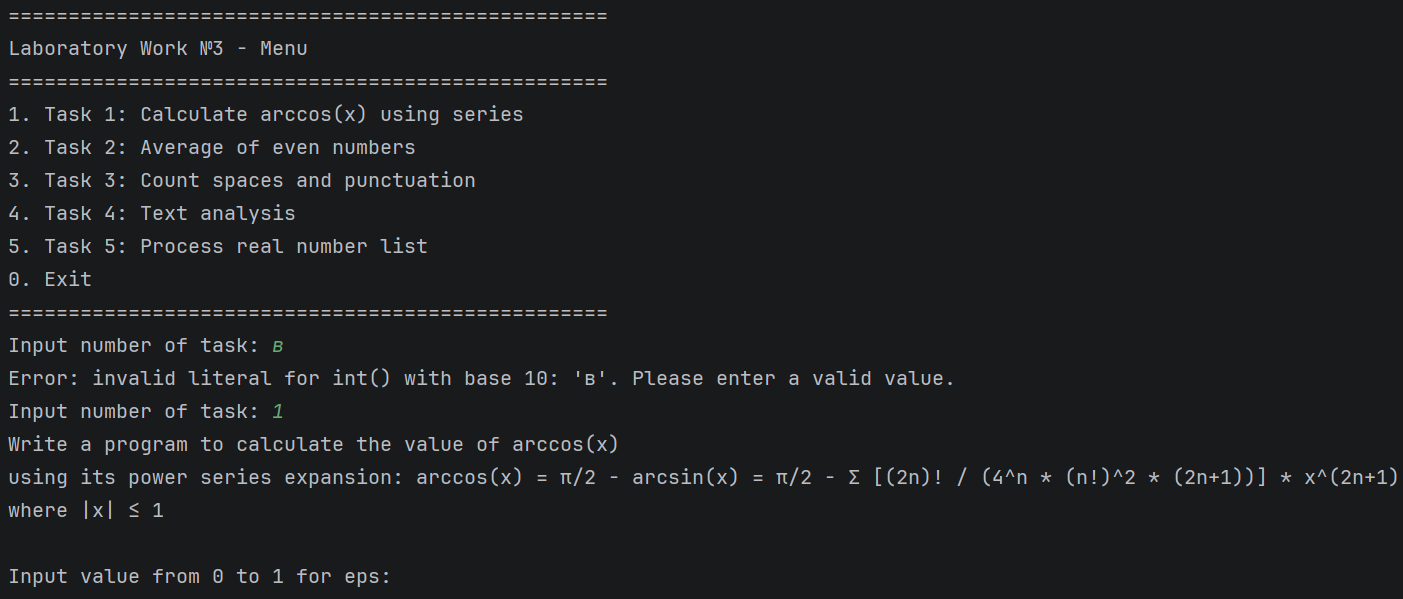 ==================================================
Laboratory Work №3 - Menu
==================================================
1. Task 1: Calculate arccos(x) using series
2. Task 2: Average of even numbers
3. Task 3: Count spaces and punctuation
4. Task 4: Text analysis
5. Task 5: Process real number list
0. Exit
==================================================
Input number of task: в
Error: invalid literal for int() with base 10: 'в'. Please enter a valid value.
Input number of task: 1
Write a program to calculate the value of arccos(x)
using its power series expansion: arccos(x) = π/2 - arcsin(x) = π/2 - Σ [(2n)! / (4^n * (n!)^2 * (2n+1))] * x^(2n+1)
where |x| ≤ 1
Input value from 0 to 1 for eps: